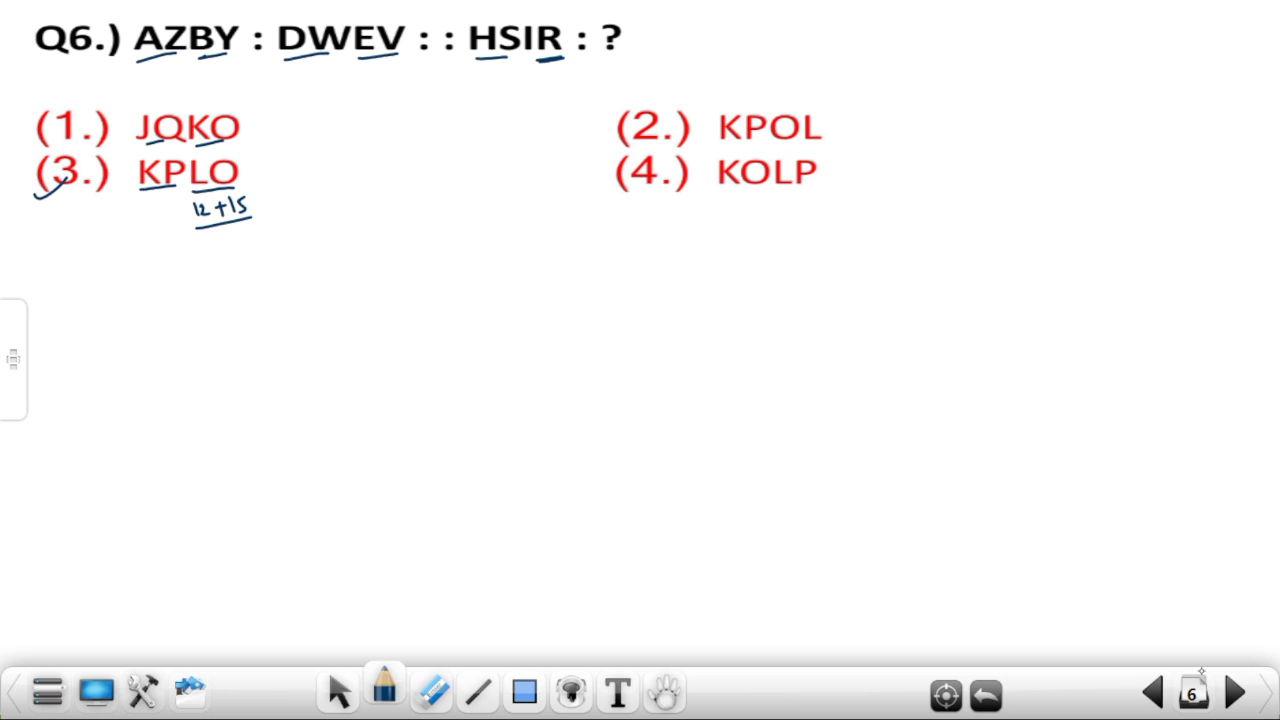 Q6.) AZBY : DWEV : : HSIR : ?
(1.) JQKO (2.) KPOL
(3.) KPLO (4.) KOLP
12+15
T
6